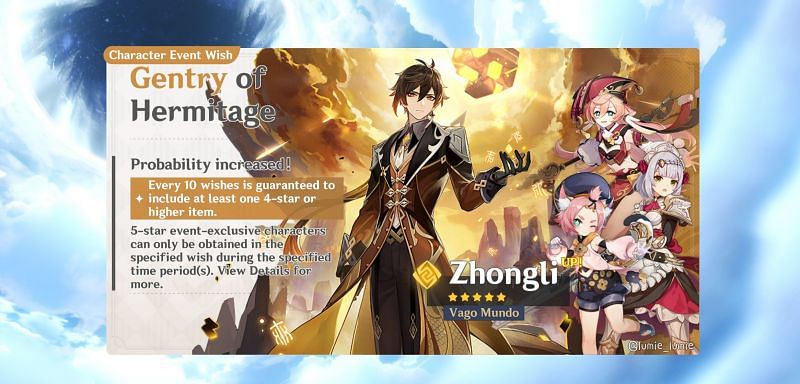 Character Event Wish
Gentry of
Hermitage
Probability increased!
Every 10 wishes is guaranteed to
include at least one 4-star or
higher item.
5-star event-exclusive characters
can only be obtained in the
specified wish during the specified
time period(s). View Details for
more.
Zhongli UP!
Vago Mundo
@lumie_lumie